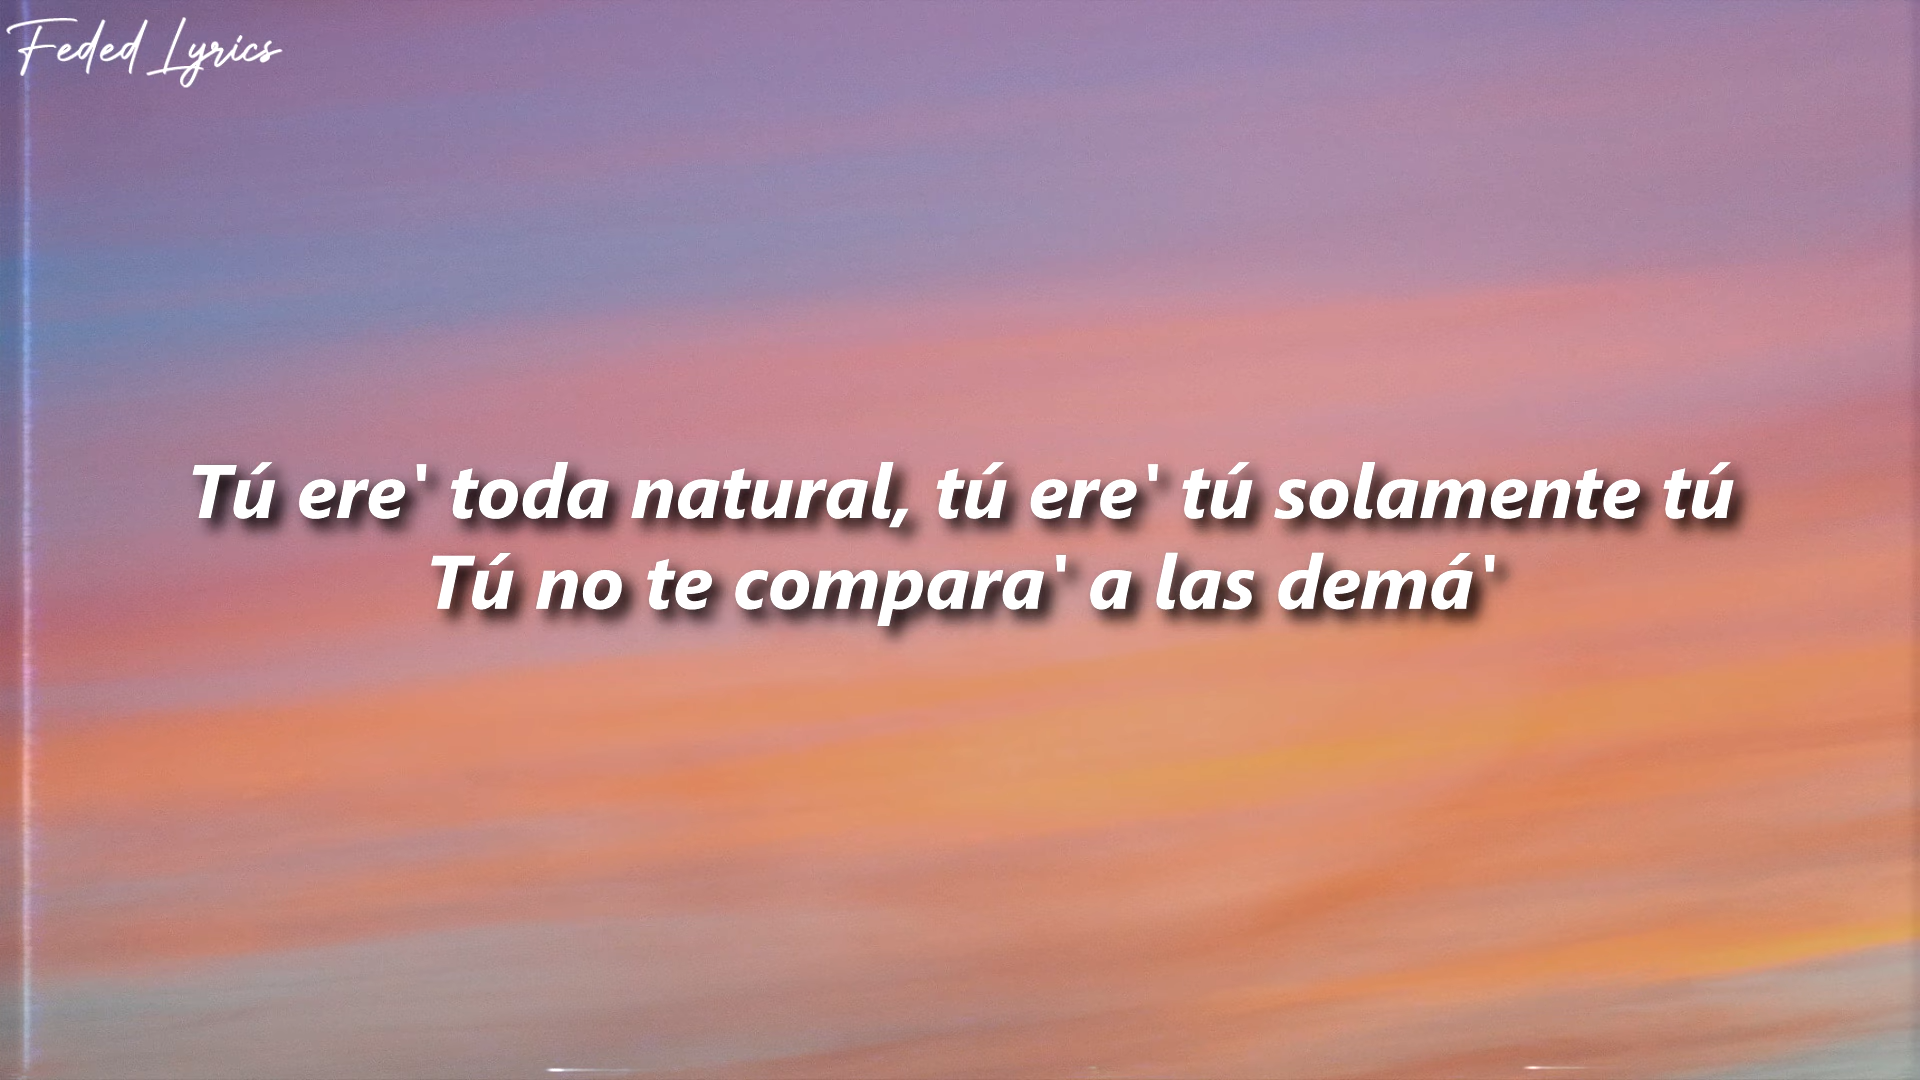 Feded Lyrics
Tú ere' toda natural, tú ere' tú solamente tú
Tú no te compara' a las demá'